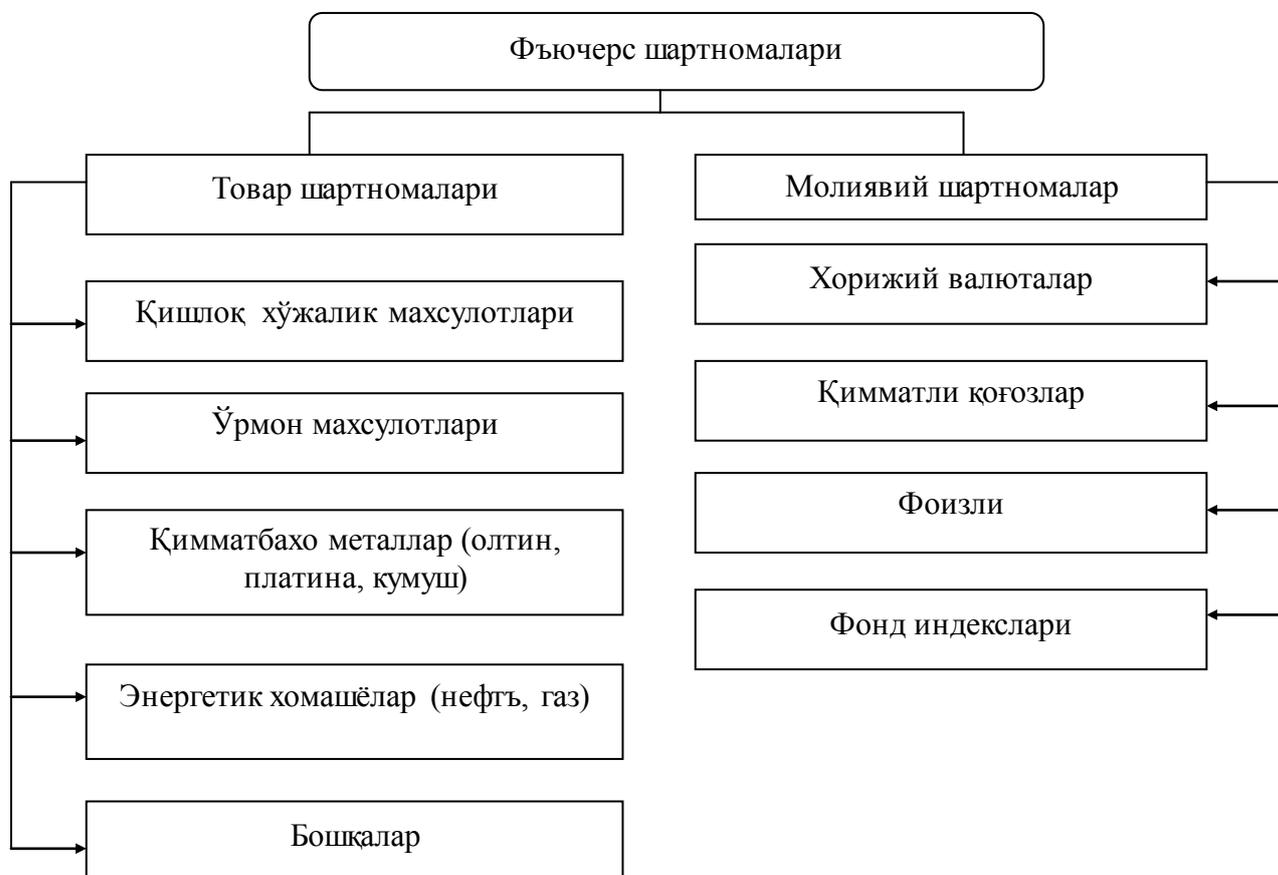 Фъючерс шартномалари
Товар шартномалари
Қишлоқ хўжалик махсулотлари
Ўрмон махсулотлари
Қимматбахо металлар (олтин,
платина, кумуш)
Энергетик хомашёлар (нефтъ, газ)
Бошқалар
Молиявий шартномалар
Хорижий валюталар
Қимматли қоғозлар
Фоизли
Фонд индекслари